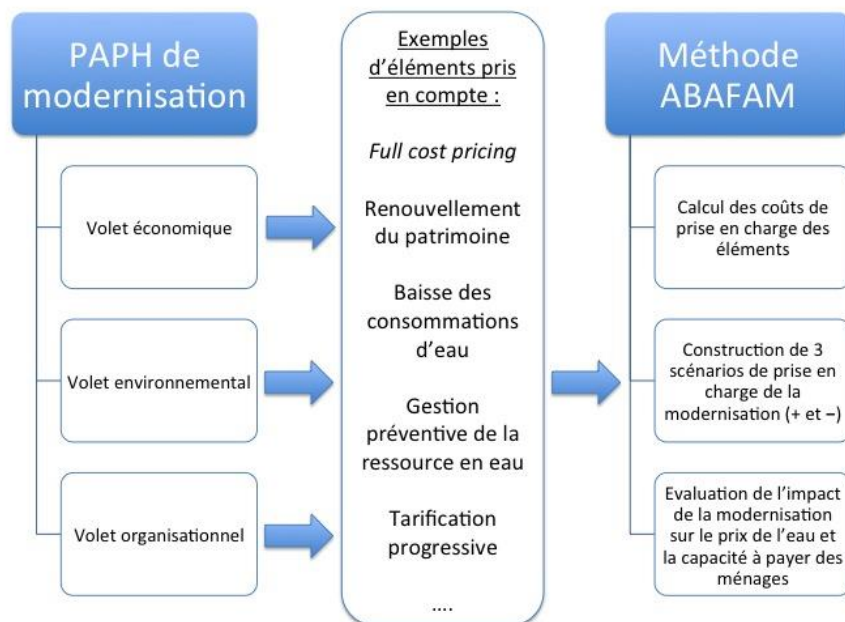 PAPH de
modernisation
Volet économique
Volet environnemental
Volet organisationnel
Exemples
d'éléments pris
en compte :
Full cost pricing
Renouvellement
du patrimoine
Baisse des
consommations
d'eau
Gestion
préventive de la
ressource en eau
Tarification
progressive
....
Méthode
ABAFAM
Calcul des coûts de
prise en charge des
éléments
Construction de 3
scénarios de prise en
charge de la
modernisation (+ et –)
Evaluation de l'impact
de la modernisation
sur le prix de l'eau et
la capacité à payer des
ménages